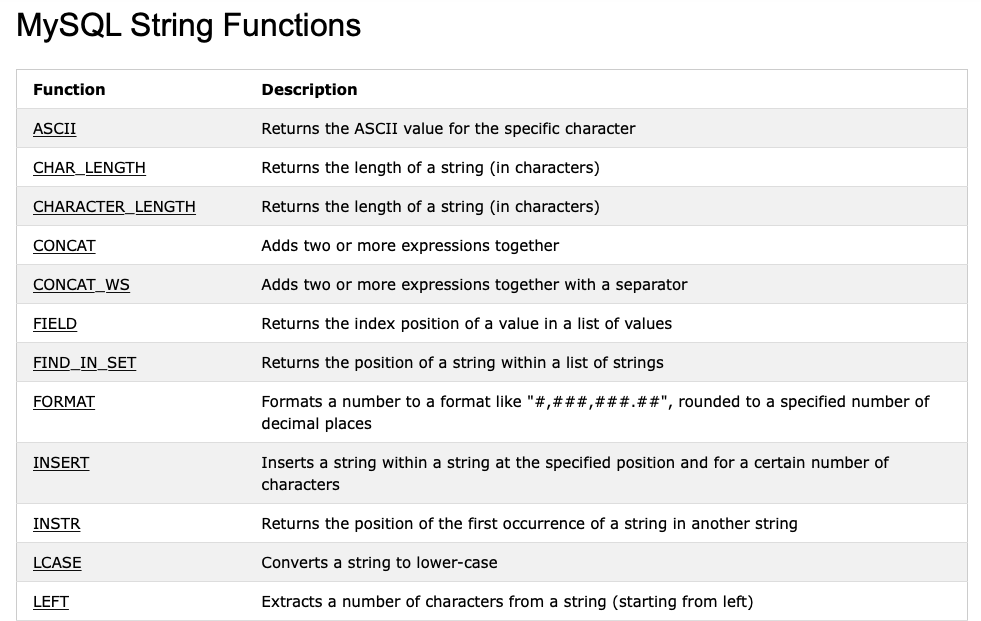 MySQL String Functions
Function Description
ASCII Returns the ASCII value for the specific character
CHAR_LENGTH Returns the length of a string (in characters)
CHARACTER_LENGTH Returns the length of a string (in characters)
CONCAT Adds two or more expressions together
CONCAT_WS Adds two or more expressions together with a separator
FIELD Returns the index position of a value in a list of values
FIND_IN_SET Returns the position of a string within a list of strings
FORMAT Formats a number to a format like "#,###,###.##", rounded to a specified number of
decimal places
INSERT Inserts a string within a string at the specified position and for a certain number of
characters
INSTR Returns the position of the first occurrence of a string in another string
LCASE Converts a string to lower-case
LEFT Extracts a number of characters from a string (starting from left)